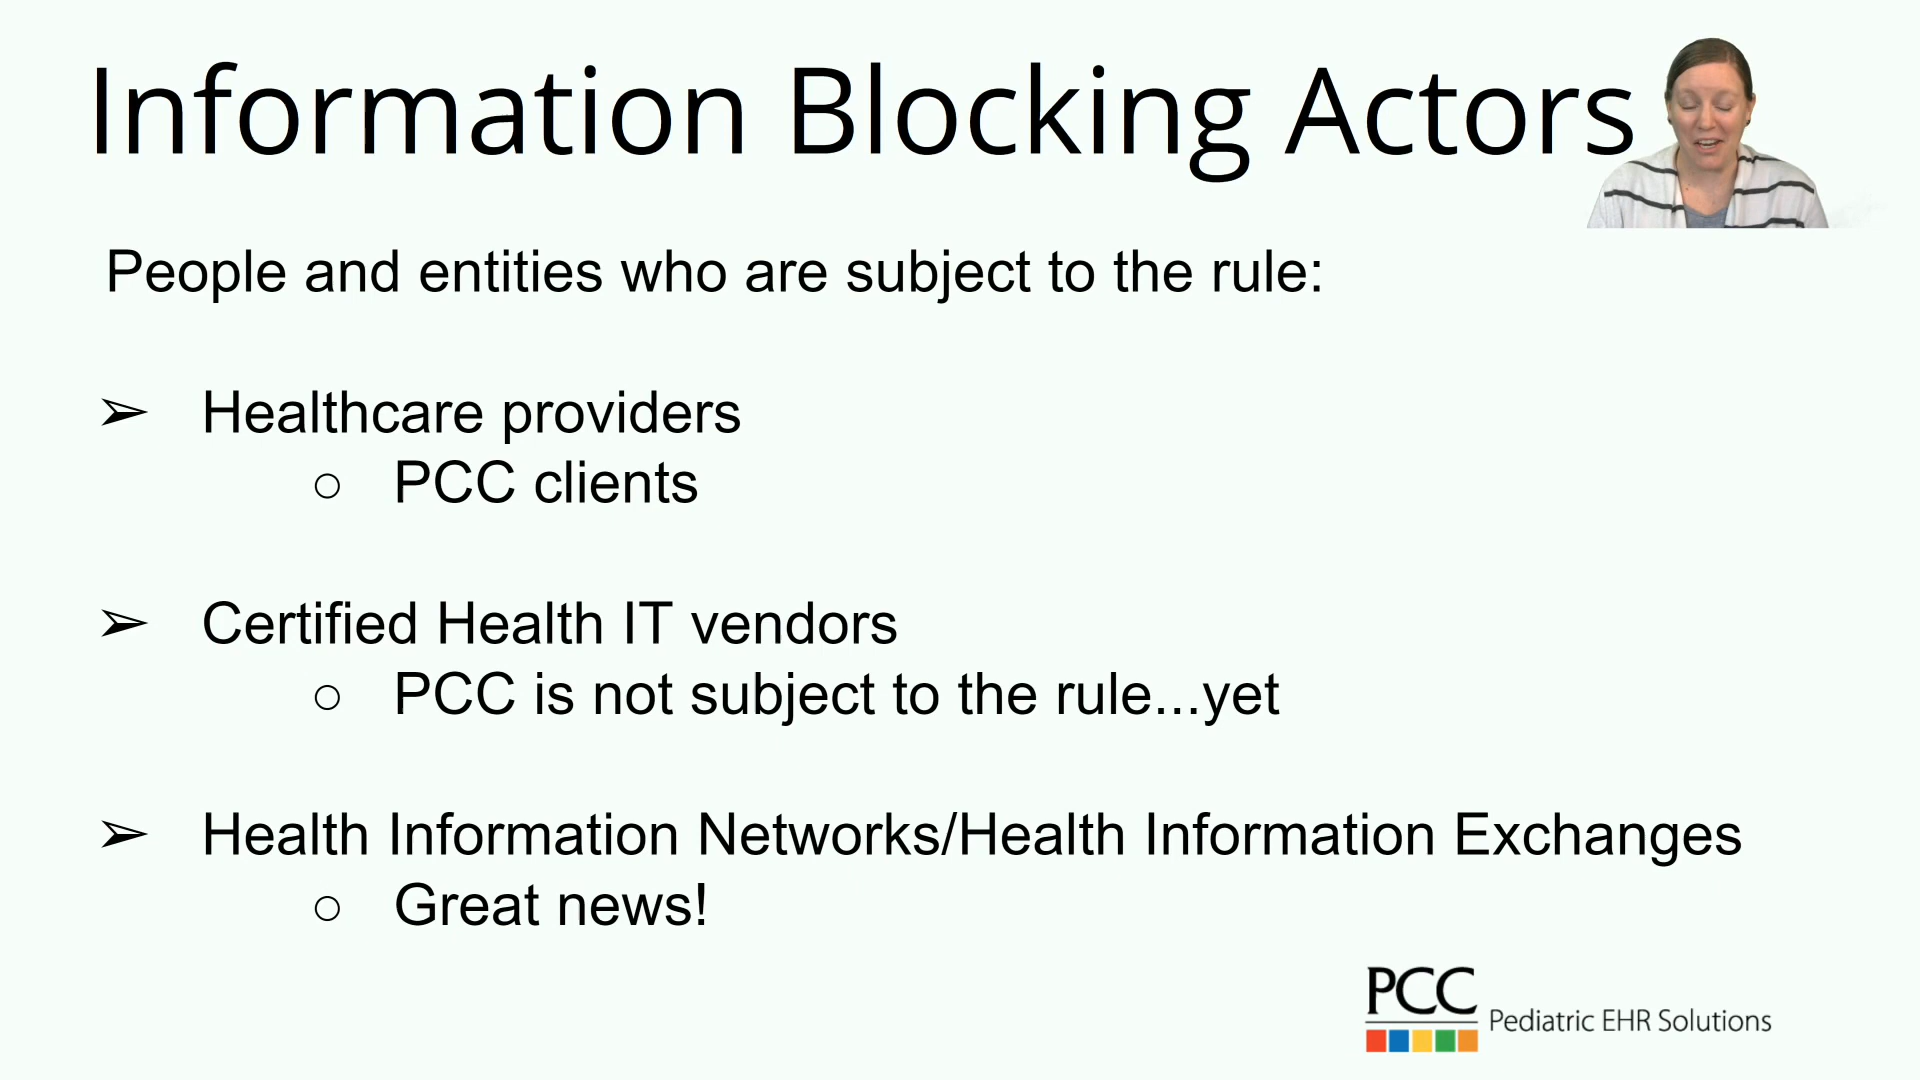 Information Blocking Actors
People and entities who are subject to the rule:
➢ Healthcare providers
○ PCC clients
➢ Certified Health IT vendors
○ PCC is not subject to the rule...yet
➢ Health Information Networks/Health Information Exchanges
○ Great news!
PCC
Pediatric EHR Solutions